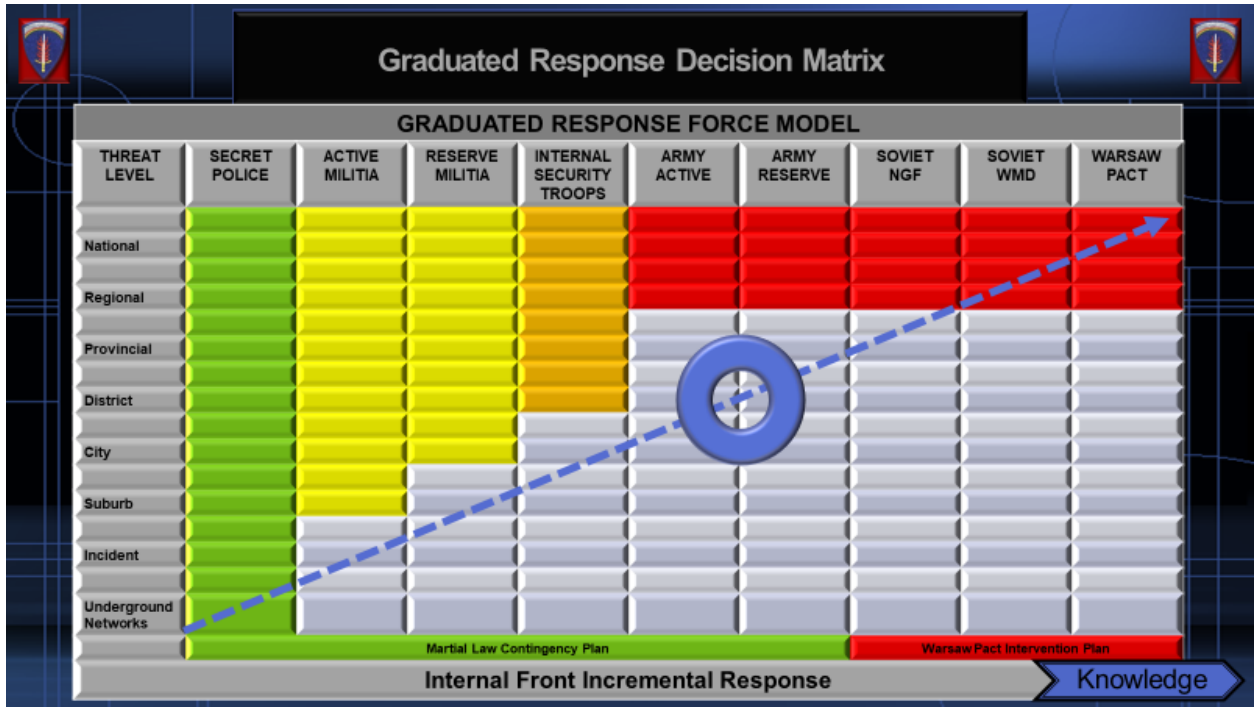 Graduated Response Decision Matrix
GRADUATED RESPONSE FORCE MODEL
THREAT LEVEL SECRET POLICE ACTIVE MILITIA RESERVE MILITIA INTERNAL SECURITY TROOPS ARMY ACTIVE ARMY RESERVE SOVIET NGF SOVIET WMD WARSAW PACT
National
Regional
Provincial
District
City
Suburb
Incident
Underground
Networks
Martial Law Contingency Plan Warsaw Pact Intervention Plan
Internal Front Incremental Response
Knowledge